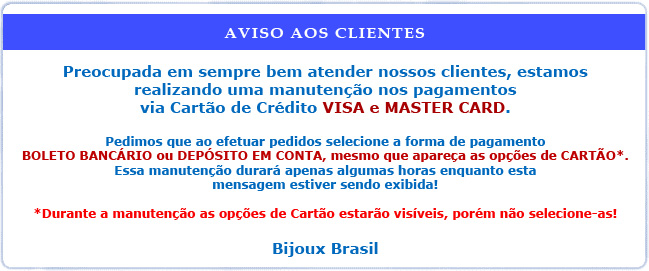 AVISO AOS CLIENTES
Preocupada em sempre bem atender nossos clientes, estamos
realizando uma manutenção nos pagamentos
via Cartão de Crédito VISA e MASTER CARD.
Pedimos que ao efetuar pedidos selecione a forma de pagamento
BOLETO BANCÁRIO ou DEPÓSITO EM CONTA, mesmo que apareça as opções de CARTÃO*.
Essa manutenção durará apenas algumas horas enquanto esta
mensagem estiver sendo exibida!
*Durante a manutenção as opções de Cartão estarão visíveis, porém não selecione-as!
Bijoux Brasil